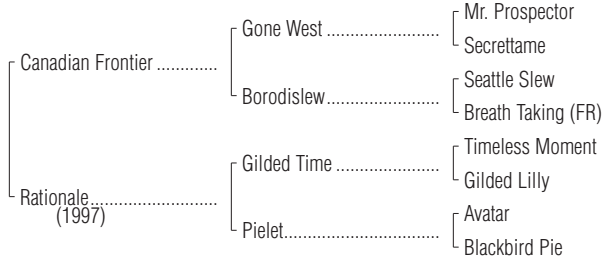 Mr. Prospector
Gone West ......................
Secrettame
Canadian Frontier ............
Seattle Slew
Borodislew......................
Breath Taking (FR)
Timeless Moment
Gilded Time ....................
Gilded Lilly
Rationale.........................
(1997)
Avatar
Pielet..............................
Blackbird Pie